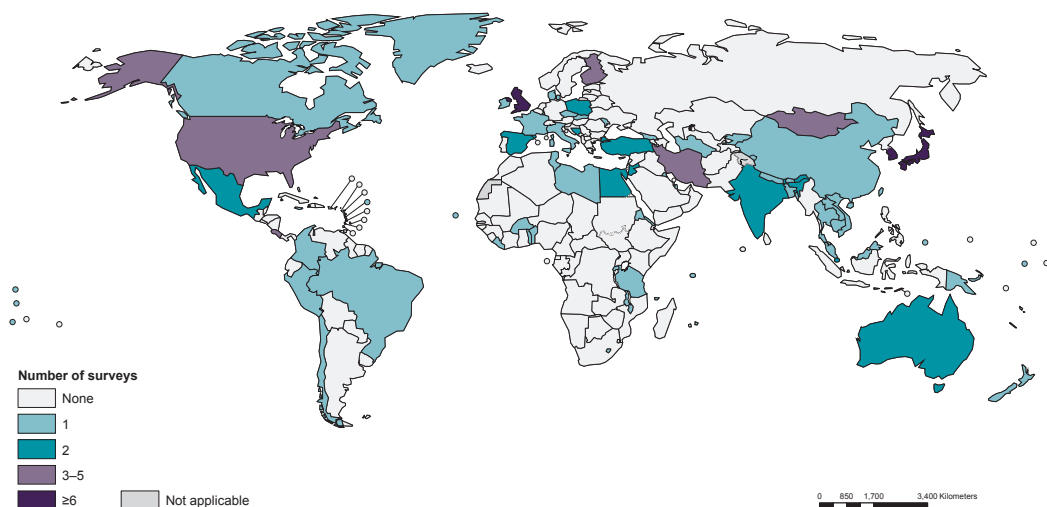 Number of surveys
None
1
2
3–5
≥6
Not applicable
0 850 1,700 3,400 Kilometers